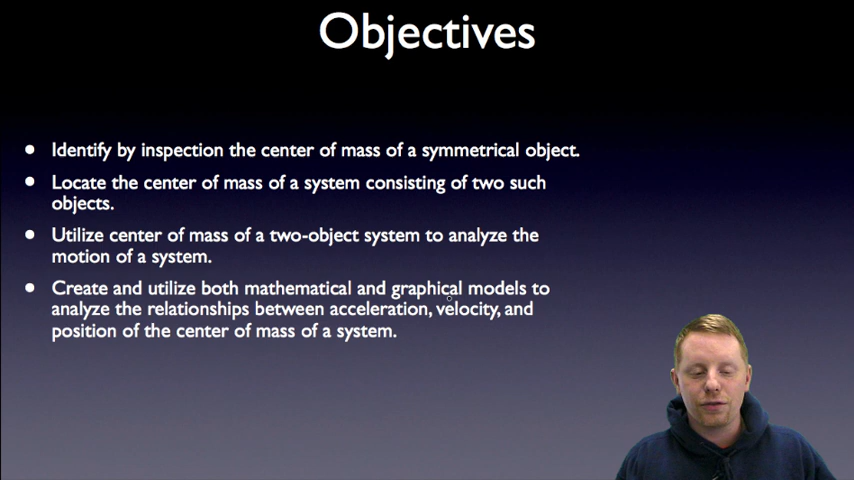 Objectives
• Identify by inspection the center of mass of a symmetrical object.
• Locate the center of mass of a system consisting of two such
objects.
• Utilize center of mass of a two-object system to analyze the
motion of a system.
• Create and utilize both mathematical and graphical models to
analyze the relationships between acceleration, velocity, and
position of the center of mass of a system.